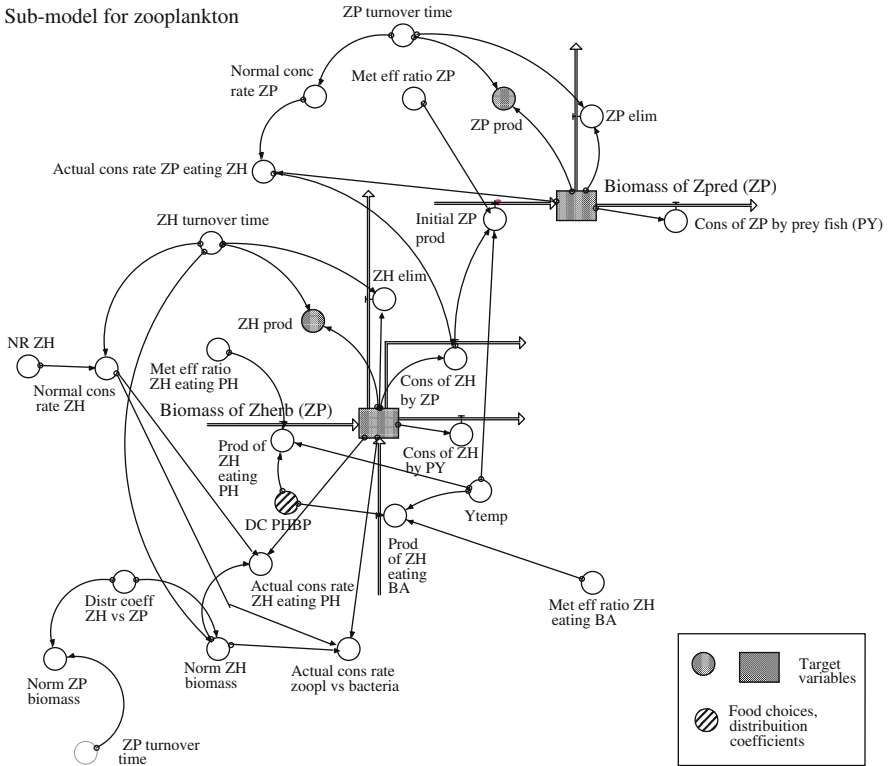 Sub-model for zooplankton
ZP turnover time
Normal conc
rate ZP
Met eff ratio ZP
ZP prod
ZP elim
Actual cons rate ZP eating ZH
Biomass of Zpred (ZP)
Initial ZP
prod
Cons of ZP by prey fish (PY)
ZH turnover time
ZH elim
ZH prod
NR ZH
Normal cons
rate ZH
Met eff ratio
ZH eating PH
Cons of ZH
by ZP
Biomass of Zherb (ZP)
Prod of
ZH
eating
PH
Cons of ZH
by PY
DC PHBP
Ytemp
Prod
of ZH
eating
BA
Actual cons rate
ZH eating PH
Distr coeff
ZH vs ZP
Met eff ratio ZH
eating BA
Norm ZP
biomass
Norm ZH
biomass
Actual cons rate
zoopl vs bacteria
ZP turnover
time
Target
variables
Food choices,
distribuition
coefficients